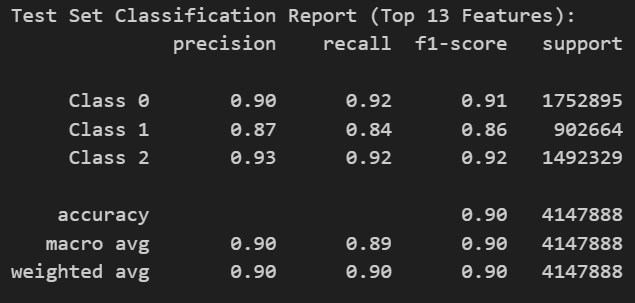 Test Set Classification Report (Top 13 Features):
precision recall f1-score support
Class 0 0.90 0.92 0.91 1752895
Class 1 0.87 0.84 0.86 902664
Class 2 0.93 0.92 0.92 1492329
accuracy 0.90 4147888
macro avg 0.90 0.89 0.90 4147888
weighted avg 0.90 0.90 0.90 4147888